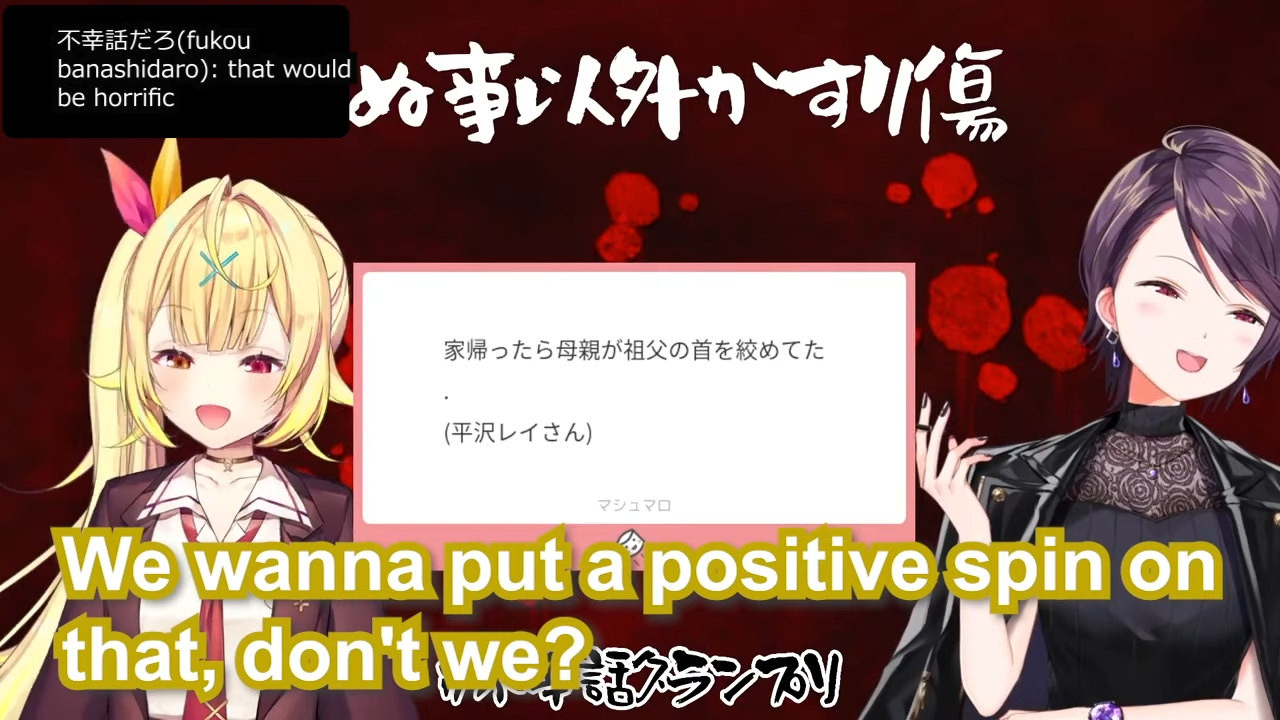 不幸話だろ(fukou
banashidaro): that would
be horrific
ぬ事以外かすり傷
家帰ったら母親が祖父の首を絞めてた
.
(平沢レイさん)
マシュマロ
We wanna put a positive spin on
that, don't we?
幸話グランプリ